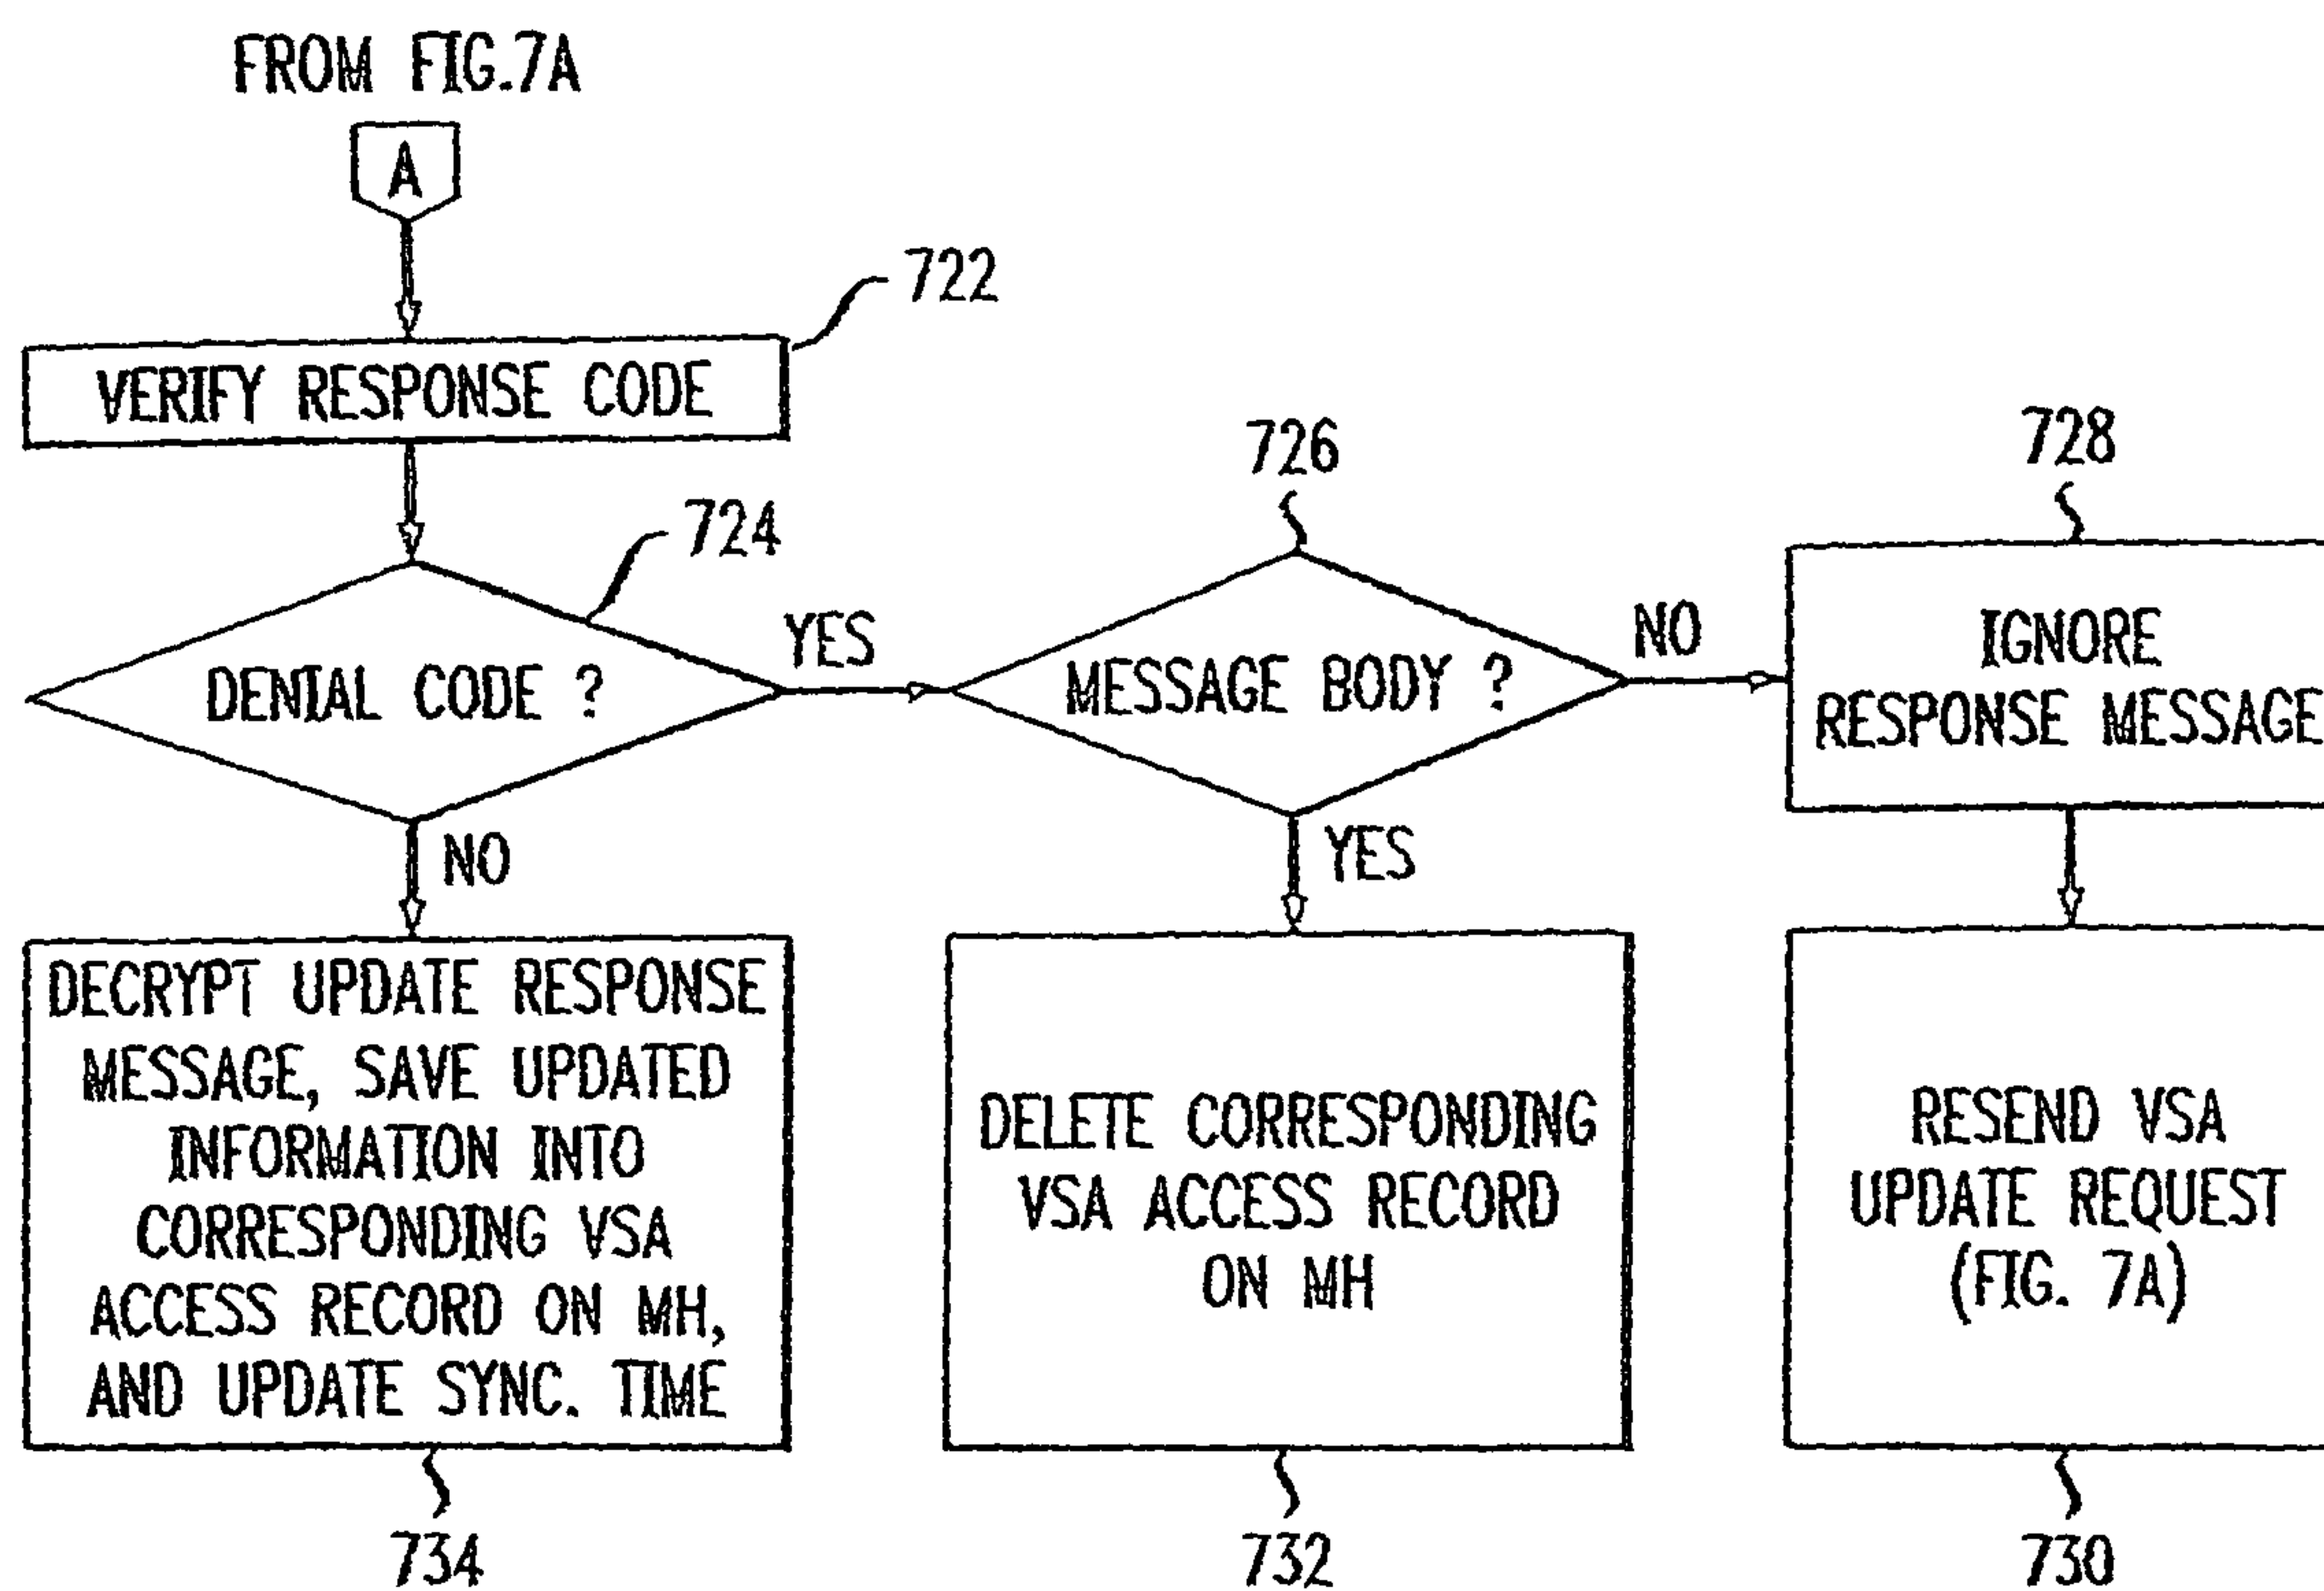 FROM FIG.7A
A
722
VERIFY RESPONSE CODE
724
DENIAL CODE ?
YES
NO
726
MESSAGE BODY ?
NO
YES
728
IGNORE
RESPONSE MESSAGE
DECRYPT UPDATE RESPONSE
MESSAGE, SAVE UPDATED
INFORMATION INTO
CORRESPONDING VSA
ACCESS RECORD ON MH,
AND UPDATE SYNC. TIME
734
DELETE CORRESPONDING
VSA ACCESS RECORD
ON MH
732
RESEND VSA
UPDATE REQUEST
(FIG. 7A)
730